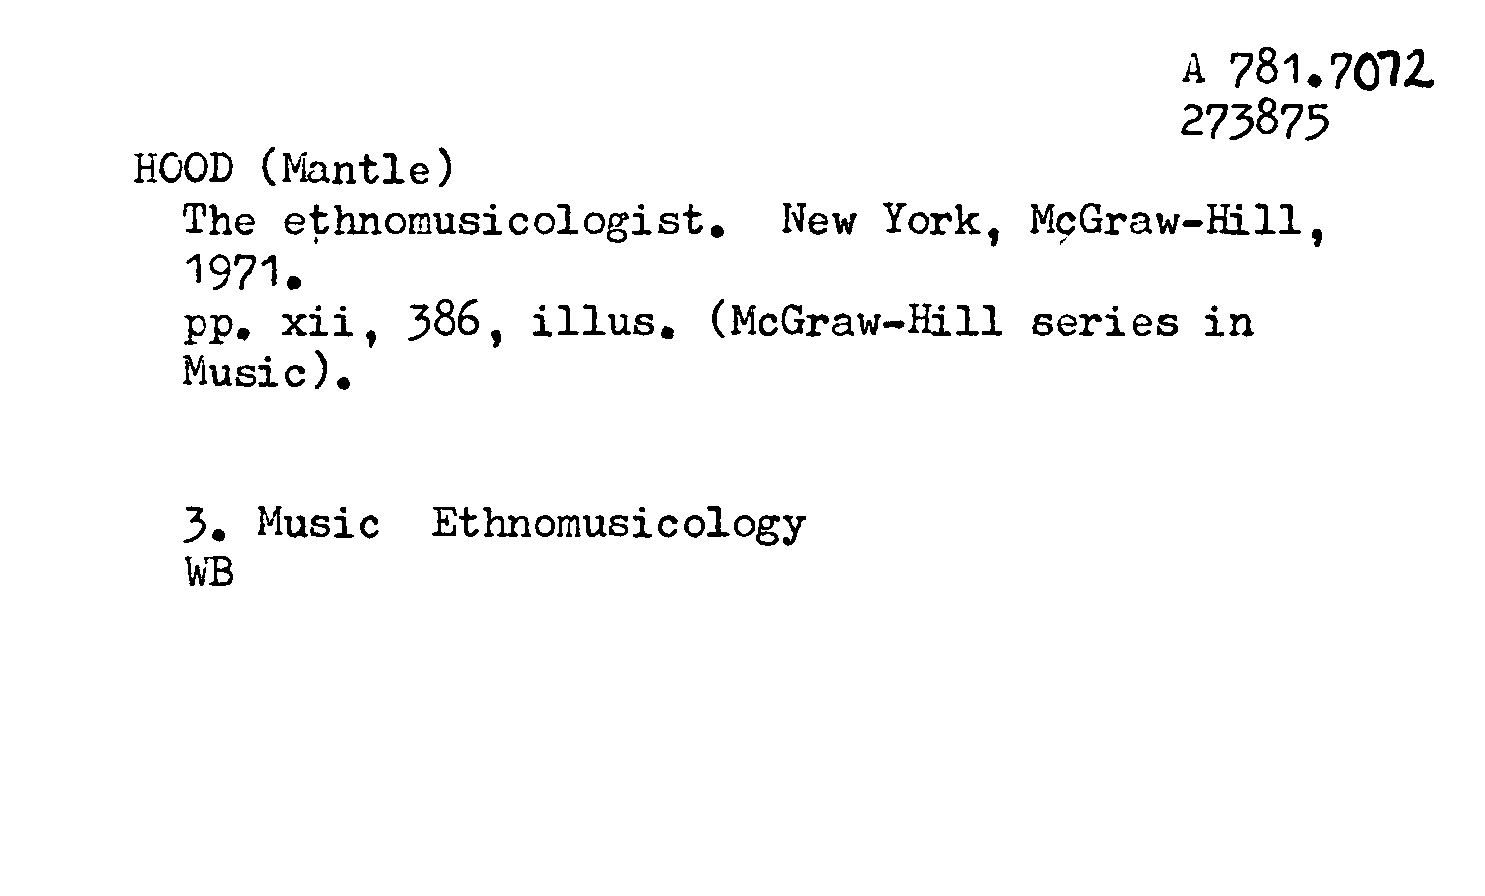 A 781.7072
273875
HOOD (Mantle)
The ethnomusicologist. New York, McGraw-Hill,
1971.
pp. xii, 386, illus. (McGraw-Hill series in
Music).
3. Music Ethnomusicology
WB